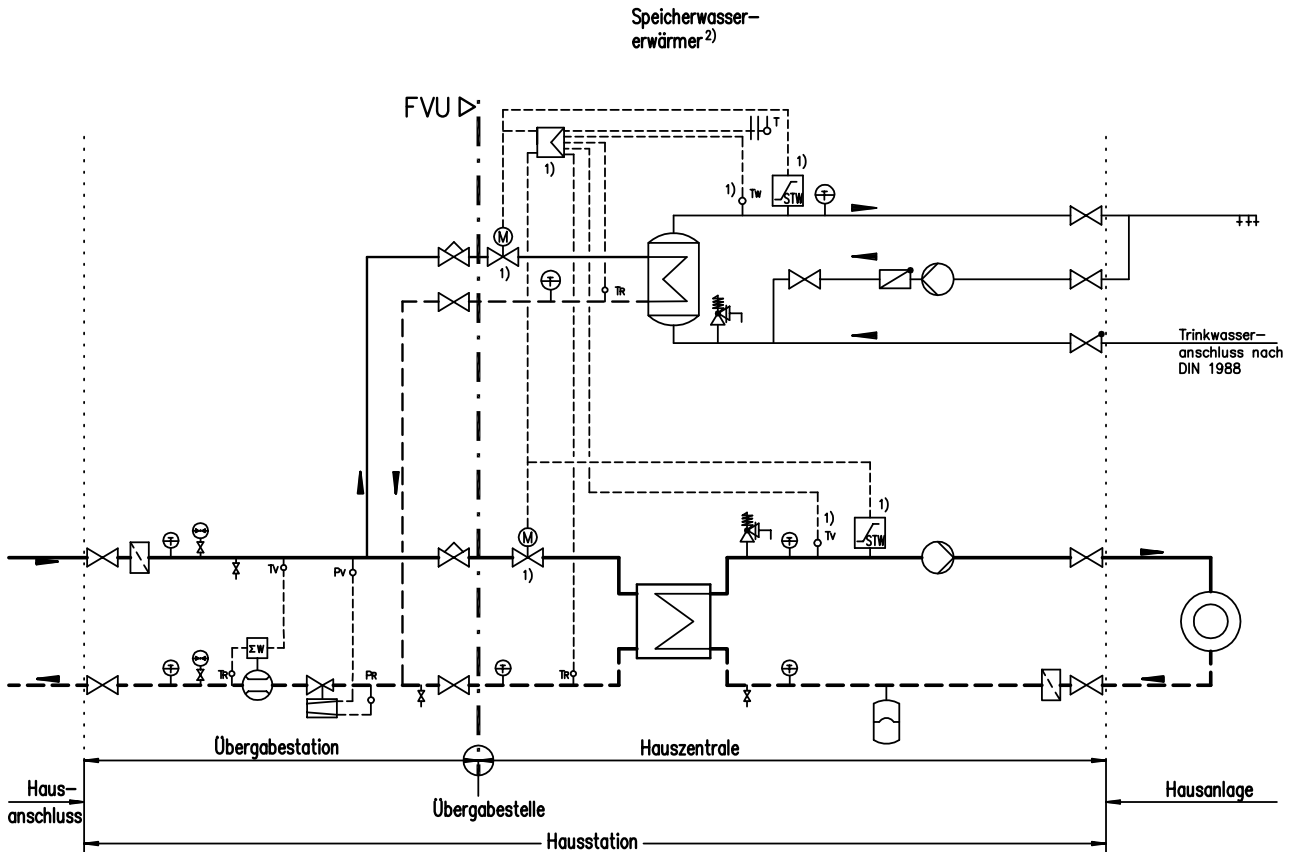 Speicherwasser–
erwärmer 2)
FVU
T
1)
1)
1)
Tw
STW
M
1)
T
T
TR
Trinkwasser–
anschluss nach
DIN 1988
1)
1)
Tv
STW
M
1)
T
T
Tv
Pv
ΣW
T
TR
PR
T
TR
T
Übergabestation
Hauszentrale
Haus–
anschluss
Übergabestelle
Hausanlage
Hausstation